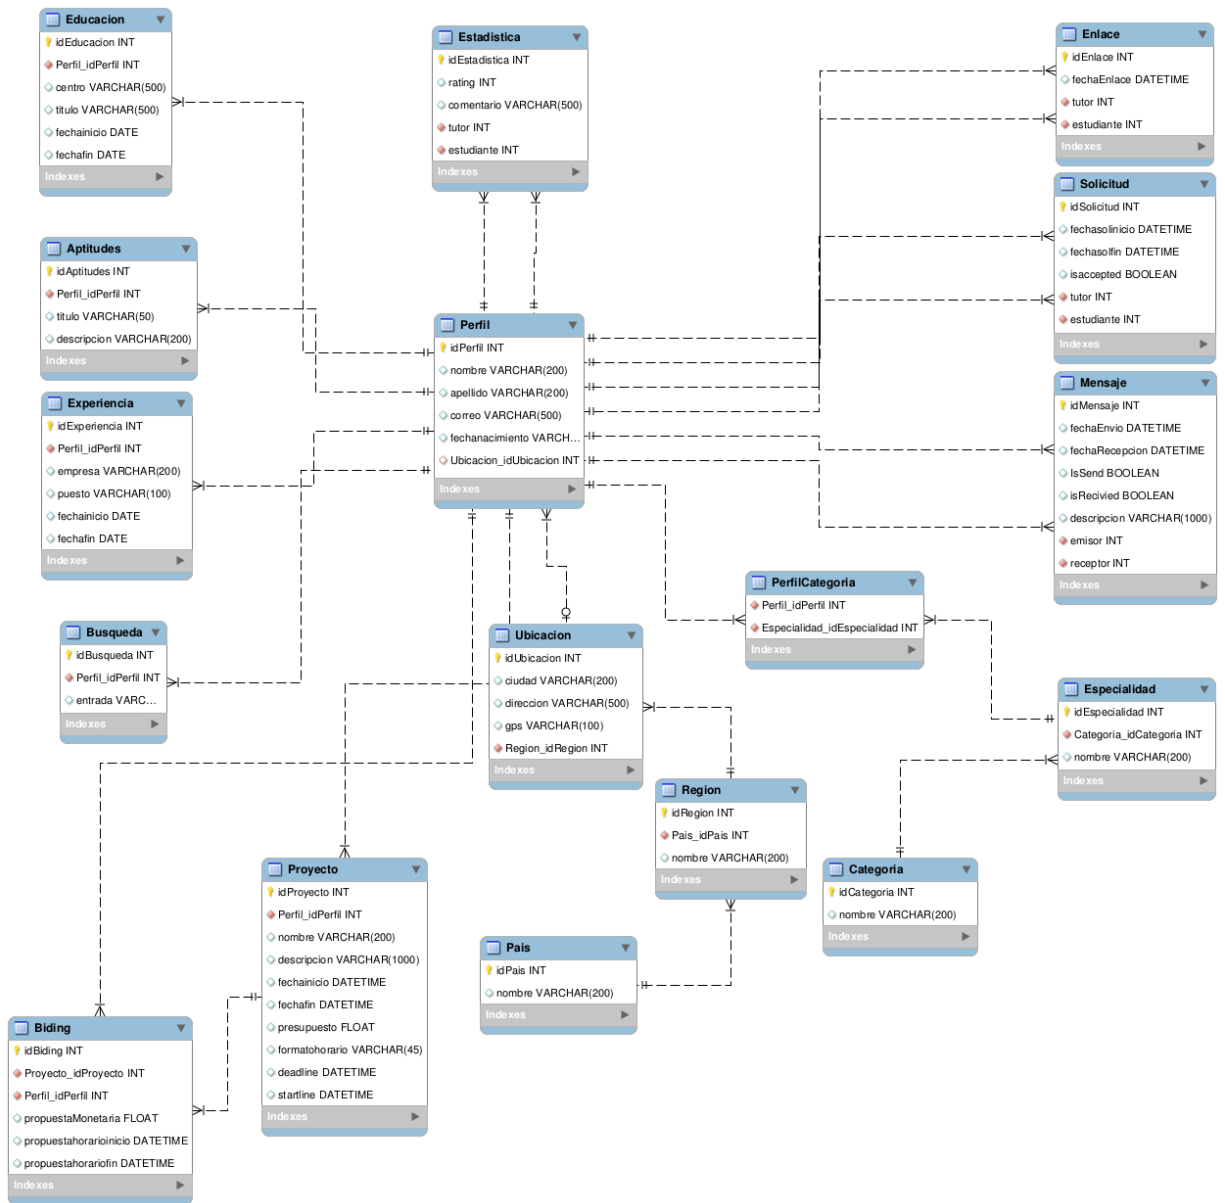 Educacion
idEducacion INT
Perfil_idPerfil INT
centro VARCHAR(500)
titulo VARCHAR(500)
fechainicio DATE
fechafin DATE
Indexes
Estadistica
idEstadistica INT
rating INT
comentario VARCHAR(500)
tutor INT
estudiante INT
Indexes
Enlace
idEnlace INT
fechaEnlace DATETIME
tutor INT
estudiante INT
Indexes
Solicitud
idSolicitud INT
fechasolinicio DATETIME
fechasolfin DATETIME
isaccepted BOOLEAN
tutor INT
estudiante INT
Indexes
Aptitudes
idAptitudes INT
Perfil_idPerfil INT
titulo VARCHAR(50)
descripcion VARCHAR(200)
Indexes
Perfil
idPerfil INT
nombre VARCHAR(200)
apellido VARCHAR(200)
correo VARCHAR(500)
fechanacimiento VARCH...
Ubicacion_idUbicacion INT
Indexes
Mensaje
idMensaje INT
fechaEnvio DATETIME
fechaRecepcion DATETIME
IsSend BOOLEAN
isRecivied BOOLEAN
descripcion VARCHAR(1000)
emisor INT
receptor INT
Indexes
Experiencia
idExperiencia INT
Perfil_idPerfil INT
empresa VARCHAR(200)
puesto VARCHAR(100)
fechainicio DATE
fechafin DATE
Indexes
PerfilCategoria
Perfil_idPerfil INT
Especialidad_idEspecialidad INT
Indexes
Busqueda
idBusqueda INT
Perfil_idPerfil INT
entrada VARC...
Indexes
Ubicacion
idUbicacion INT
ciudad VARCHAR(200)
direccion VARCHAR(500)
gps VARCHAR(100)
Region_idRegion INT
Indexes
Especialidad
idEspecialidad INT
Categoria_idCategoria INT
nombre VARCHAR(200)
Indexes
Region
idRegion INT
Pais_idPais INT
nombre VARCHAR(200)
Indexes
Proyecto
idProyecto INT
Perfil_idPerfil INT
nombre VARCHAR(200)
descripcion VARCHAR(1000)
fechainicio DATETIME
fechafin DATETIME
presupuesto FLOAT
formatohorario VARCHAR(45)
deadline DATETIME
startline DATETIME
Indexes
Categoria
idCategoria INT
nombre VARCHAR(200)
Indexes
Pais
idPais INT
nombre VARCHAR(200)
Indexes
Biding
idBiding INT
Proyecto_idProyecto INT
Perfil_idPerfil INT
propuestaMonetaria FLOAT
propuestahorarioinicio DATETIME
propuestahorariofin DATETIME
Indexes